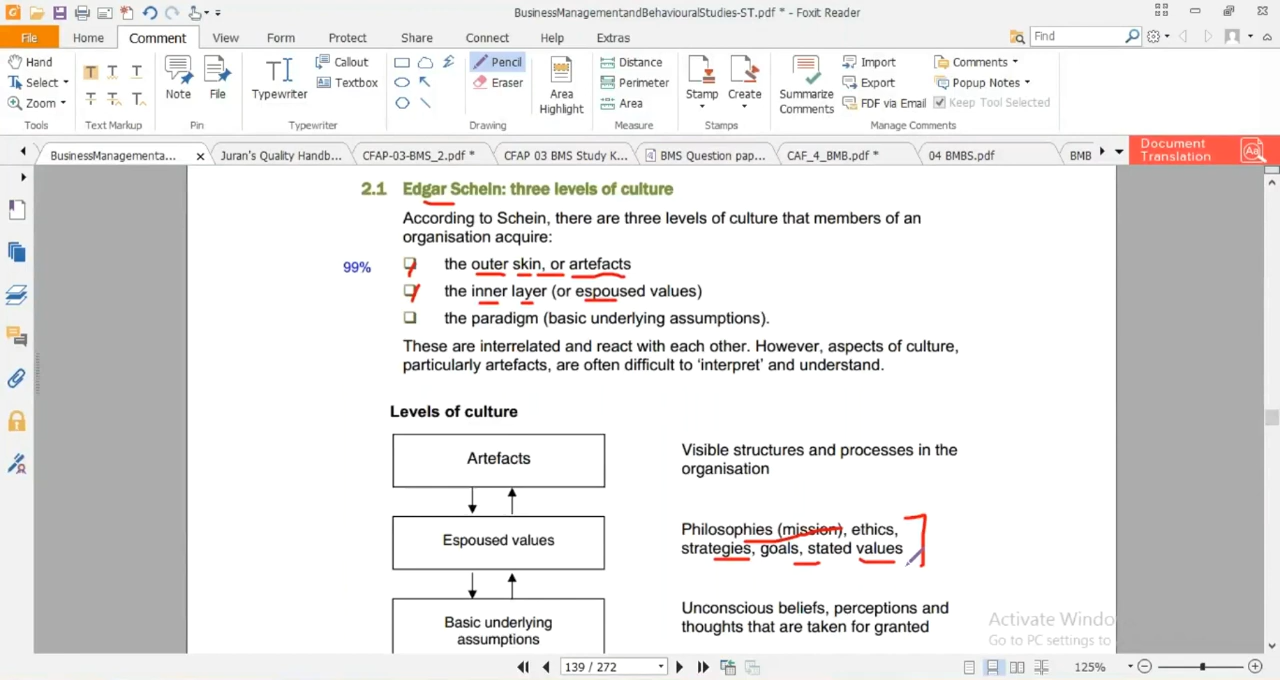 BusinessManagementandBehaviouralStudies-ST.pdf * - Foxit Reader
File Home Comment View Form Protect Share Connect Help Extras Find
Hand
Select
Zoom
Tools
T T T
T T T
Text Markup
Note File
Pin
Typewriter
Callout
Textbox
Typewriter
Pencil
Eraser
Drawing
Area
Highlight
Distance
Perimeter
Area
Measure
Stamp Create
Stamps
Summarize
Comments
Import
Export
FDF via Email
Comments
Popup Notes
Keep Tool Selected
Manage Comments
BusinessManagementa... Juran's Quality Handb... CFAP-03-BMS_2.pdf * CFAP 03 BMS Study K... BMS Question pap... CAF_4_BMB.pdf * 04 BMBS.pdf BMB
Document
Translation
2.1 Edgar Schein: three levels of culture
According to Schein, there are three levels of culture that members of an
organisation acquire:
99% the outer skin, or artefacts
the inner layer (or espoused values)
the paradigm (basic underlying assumptions).
These are interrelated and react with each other. However, aspects of culture,
particularly artefacts, are often difficult to ‘interpret’ and understand.
Levels of culture
Artefacts
Visible structures and processes in the
organisation
Espoused values
Philosophies (mission), ethics,
strategies, goals, stated values
Basic underlying
assumptions
Unconscious beliefs, perceptions and
thoughts that are taken for granted
Activate Windo
Go to PC settings to
139 / 272
125%